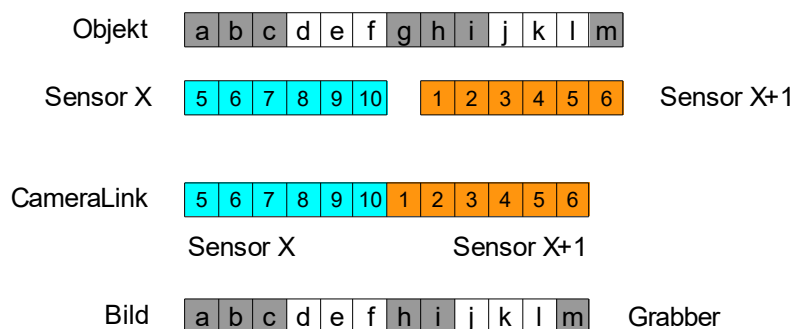 Objekt a b c d e f g h i j k l m
Sensor X 5 6 7 8 9 10 1 2 3 4 5 6 Sensor X+1
CameraLink 5 6 7 8 9 10 1 2 3 4 5 6
Sensor X Sensor X+1
Bild a b c d e f h i j k l m Grabber